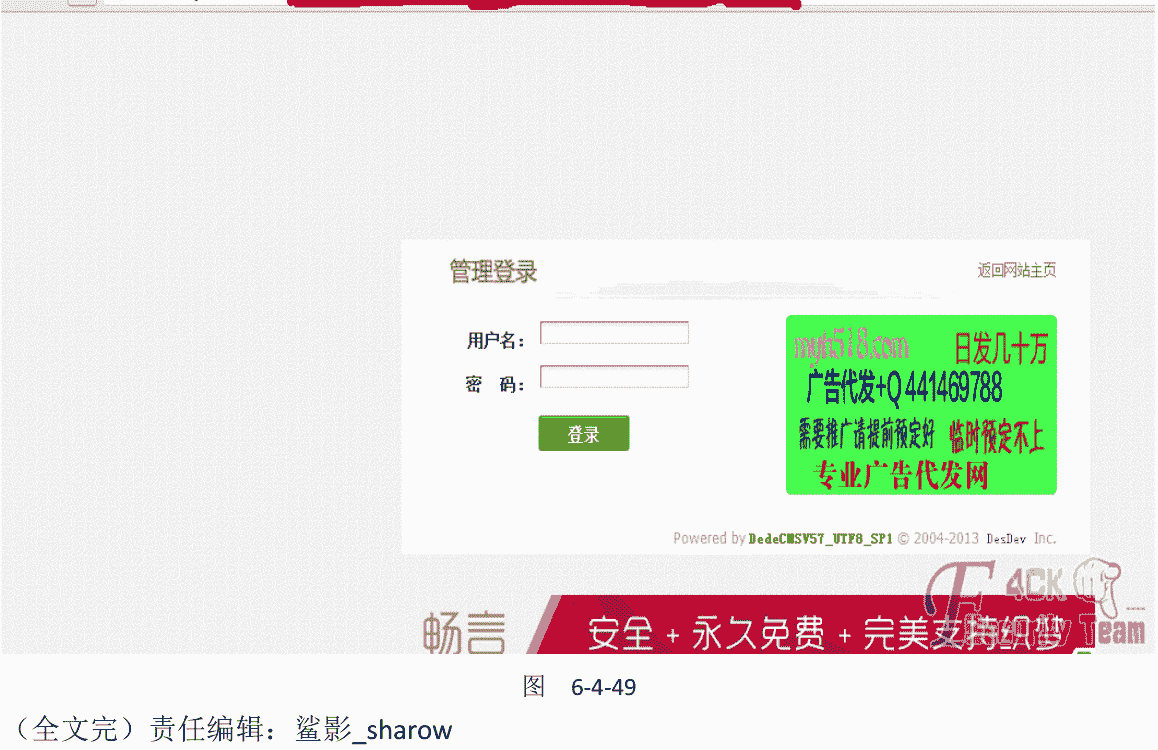 管理登录
返回网站主页
用户名：
密 码：
登录
日发几十万
广告代发+Q 441469788
需要推广请提前预定好 临时预定不上
专业广告代发网
Powered by DedeCMSV57_UTF8_SP1 © 2004-2013 DesDev Inc.
畅言
安全 + 永久免费 + 完美支持织梦
F4CK
Team
图 6-4-49
（全文完）责任编辑：鲨影_sharow